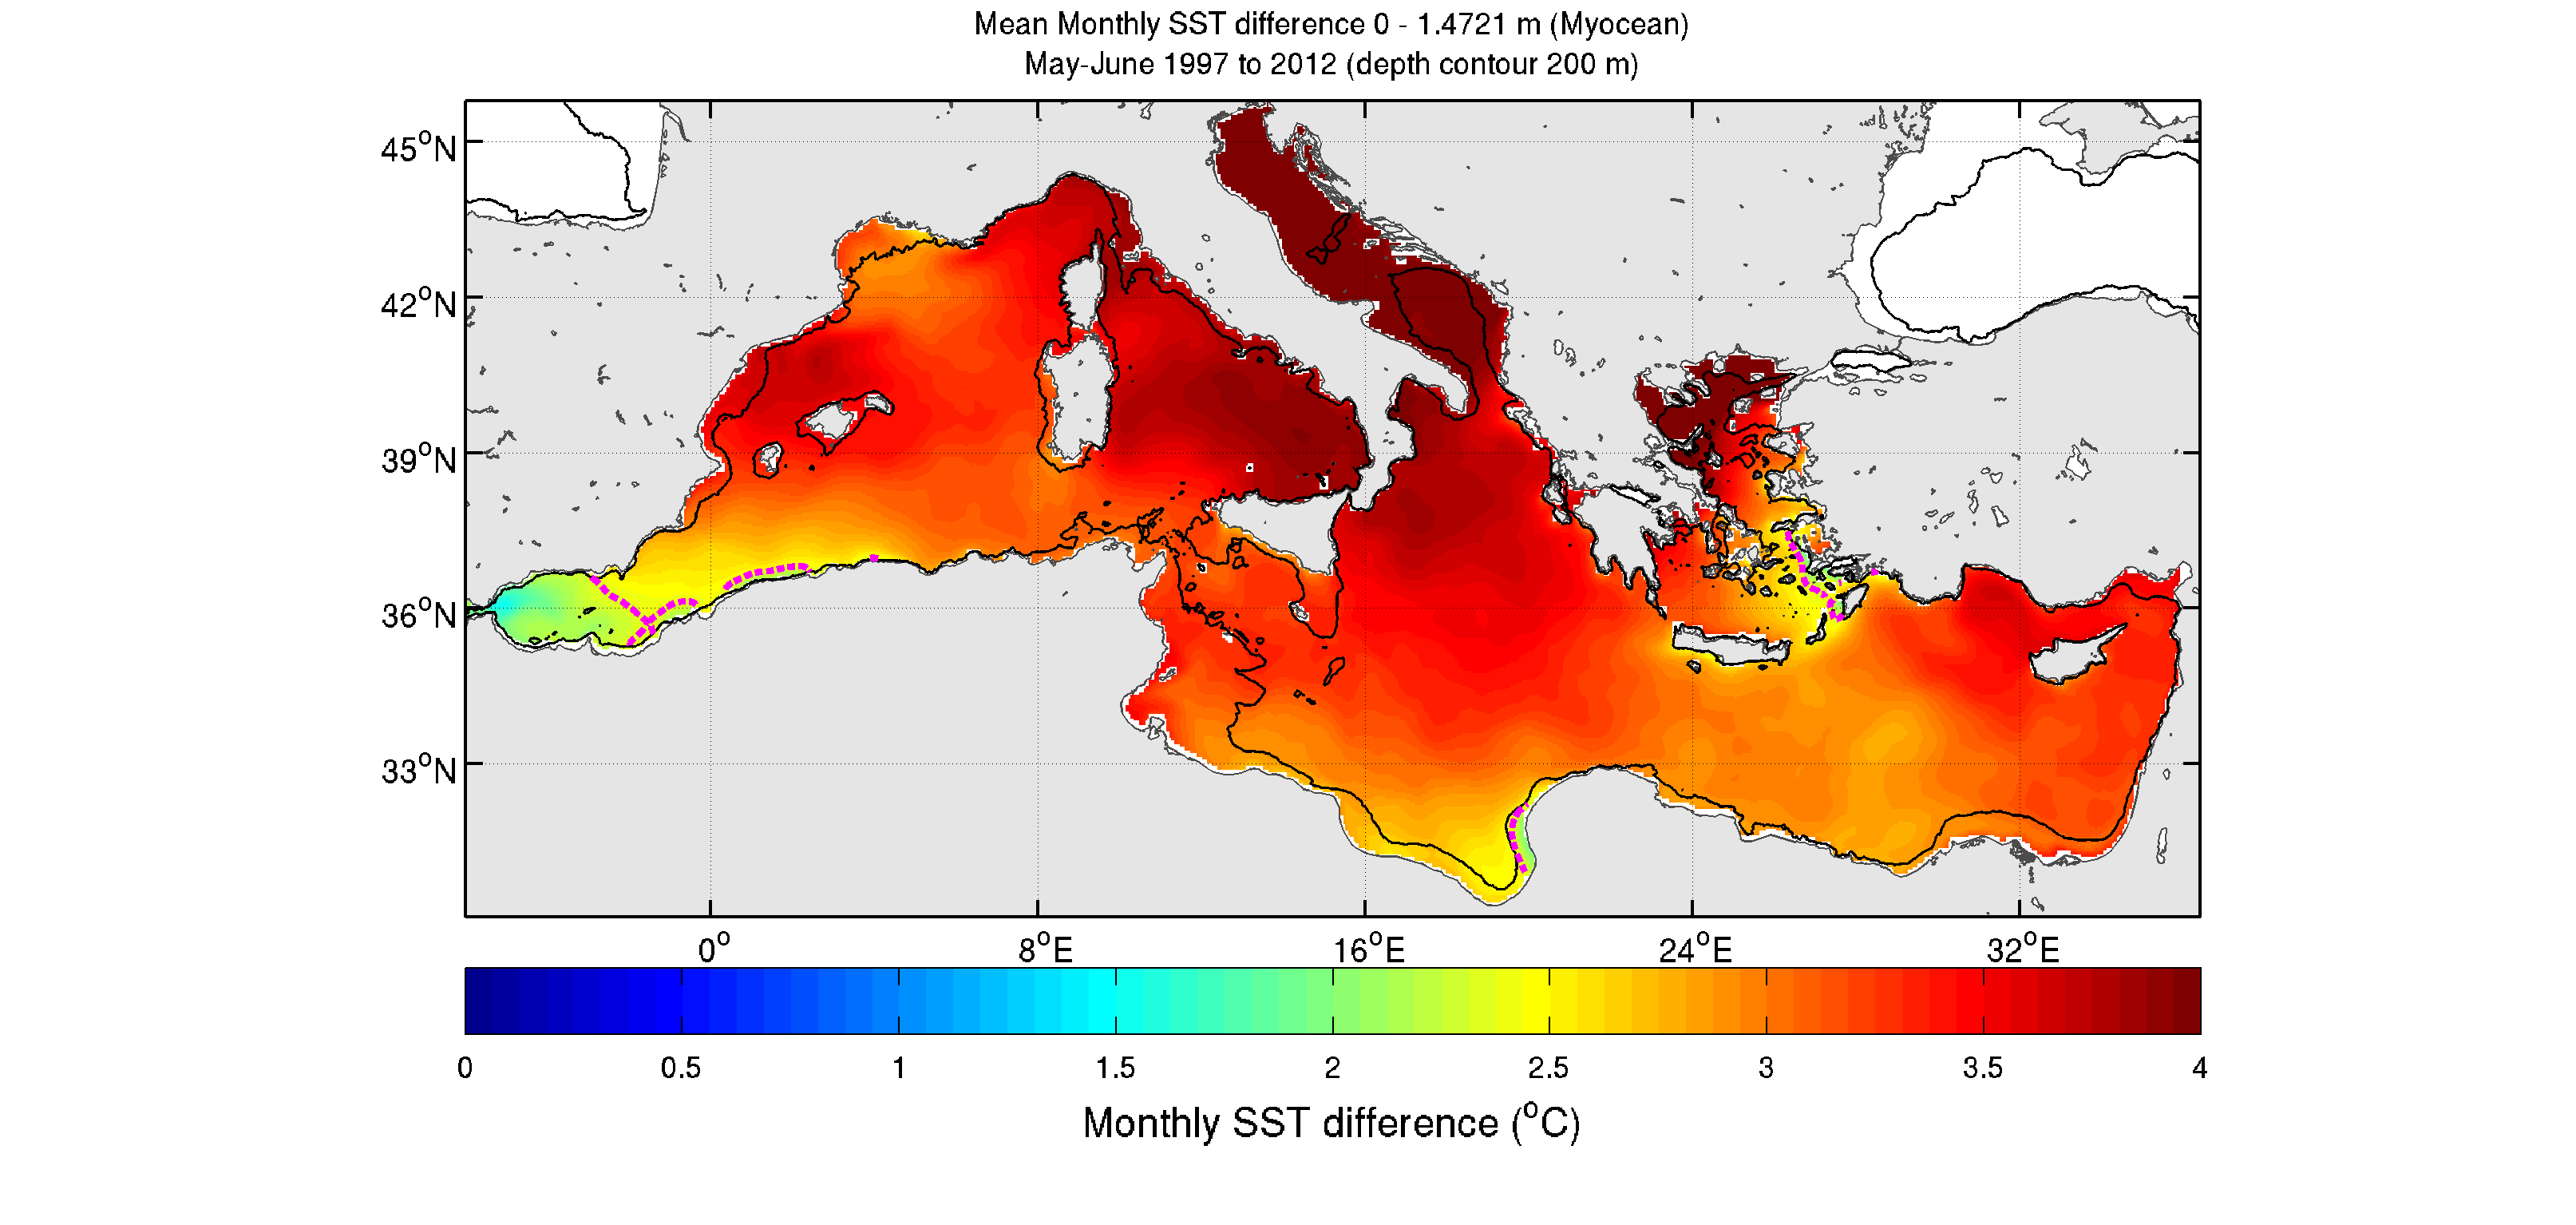 Mean Monthly SST difference 0 - 1.4721 m (Myocean)
May-June 1997 to 2012 (depth contour 200 m)
45°N
42°N
39°N
36°N
33°N
0° 8°E 16°E 24°E 32°E
0 0.5 1 1.5 2 2.5 3 3.5 4
Monthly SST difference (°C)